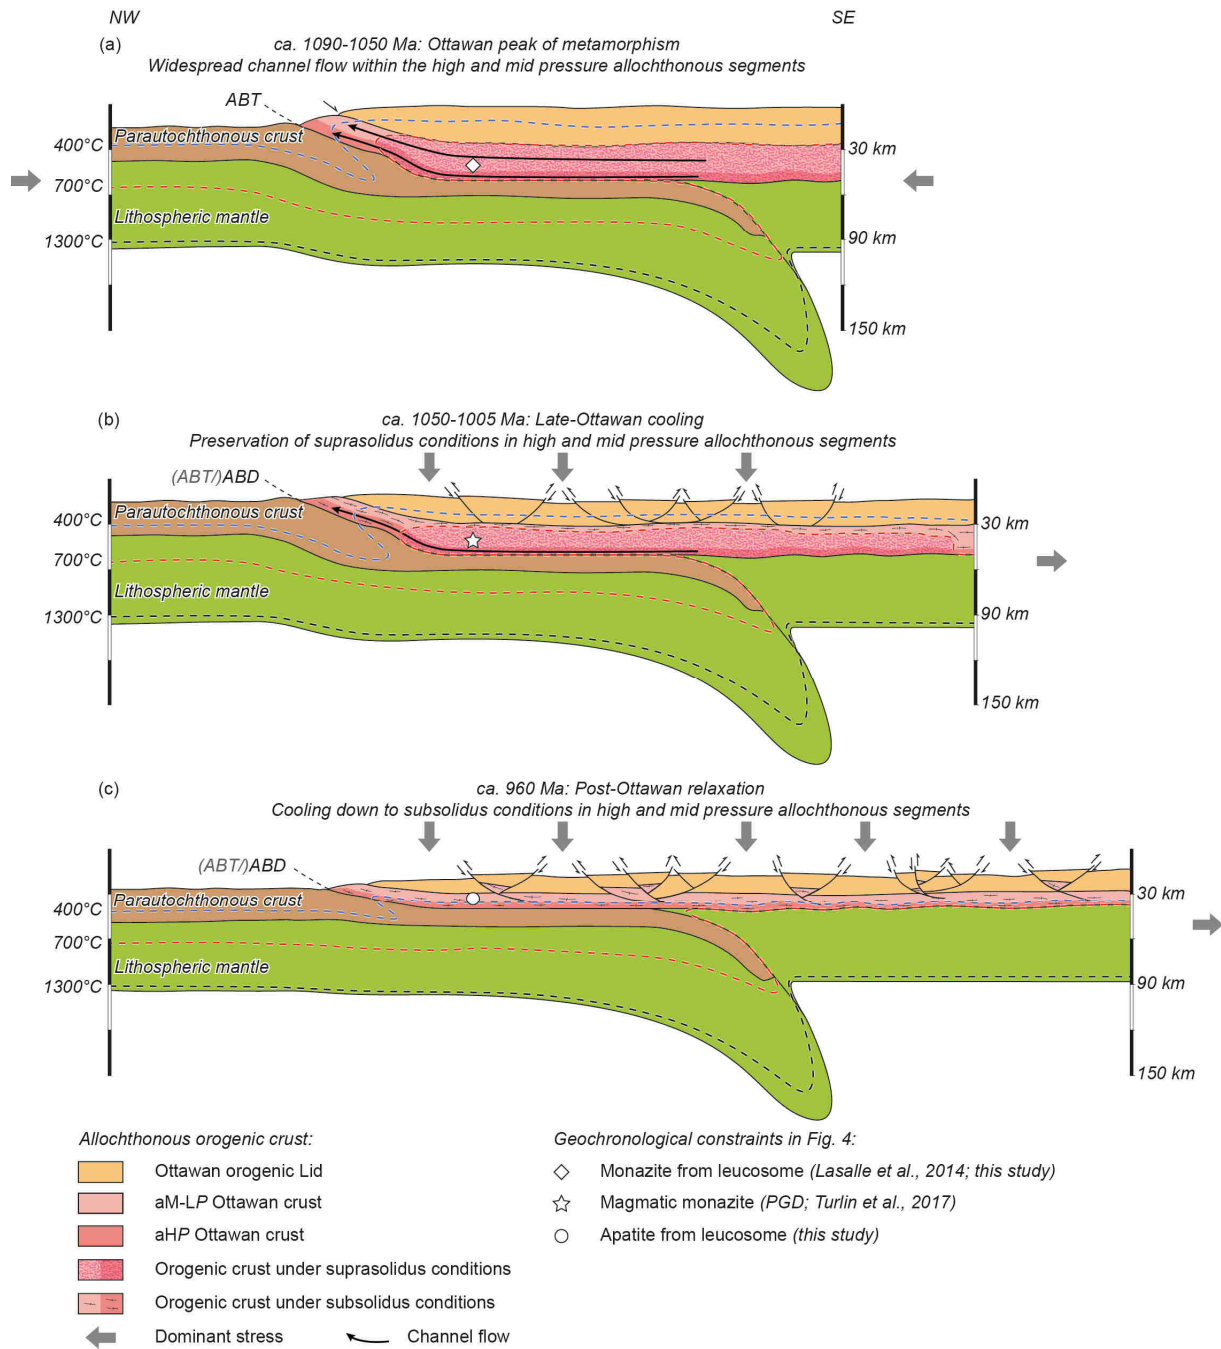 NW
SE
(a)
ca. 1090-1050 Ma: Ottawan peak of metamorphism
Widespread channel flow within the high and mid pressure allochthonous segments
ABT
Parautochthonous crust
400°C
30 km
700°C
Lithospheric mantle
1300°C
90 km
150 km
(b)
ca. 1050-1005 Ma: Late-Ottawan cooling
Preservation of suprasolidus conditions in high and mid pressure allochthonous segments
(ABT/)ABD
Parautochthonous crust
400°C
30 km
700°C
Lithospheric mantle
1300°C
90 km
150 km
(c)
ca. 960 Ma: Post-Ottawan relaxation
Cooling down to subsolidus conditions in high and mid pressure allochthonous segments
(ABT/)ABD
Parautochthonous crust
30 km
400°C
700°C
Lithospheric mantle
1300°C
90 km
150 km
Allochthonous orogenic crust:
Ottawan orogenic Lid
aM-LP Ottawan crust
aHP Ottawan crust
Orogenic crust under suprasolidus conditions
Orogenic crust under subsolidus conditions
Dominant stress
Channel flow
Geochronological constraints in Fig. 4:
Monazite from leucosome (Lasalle et al., 2014; this study)
Magmatic monazite (PGD; Turlin et al., 2017)
Apatite from leucosome (this study)